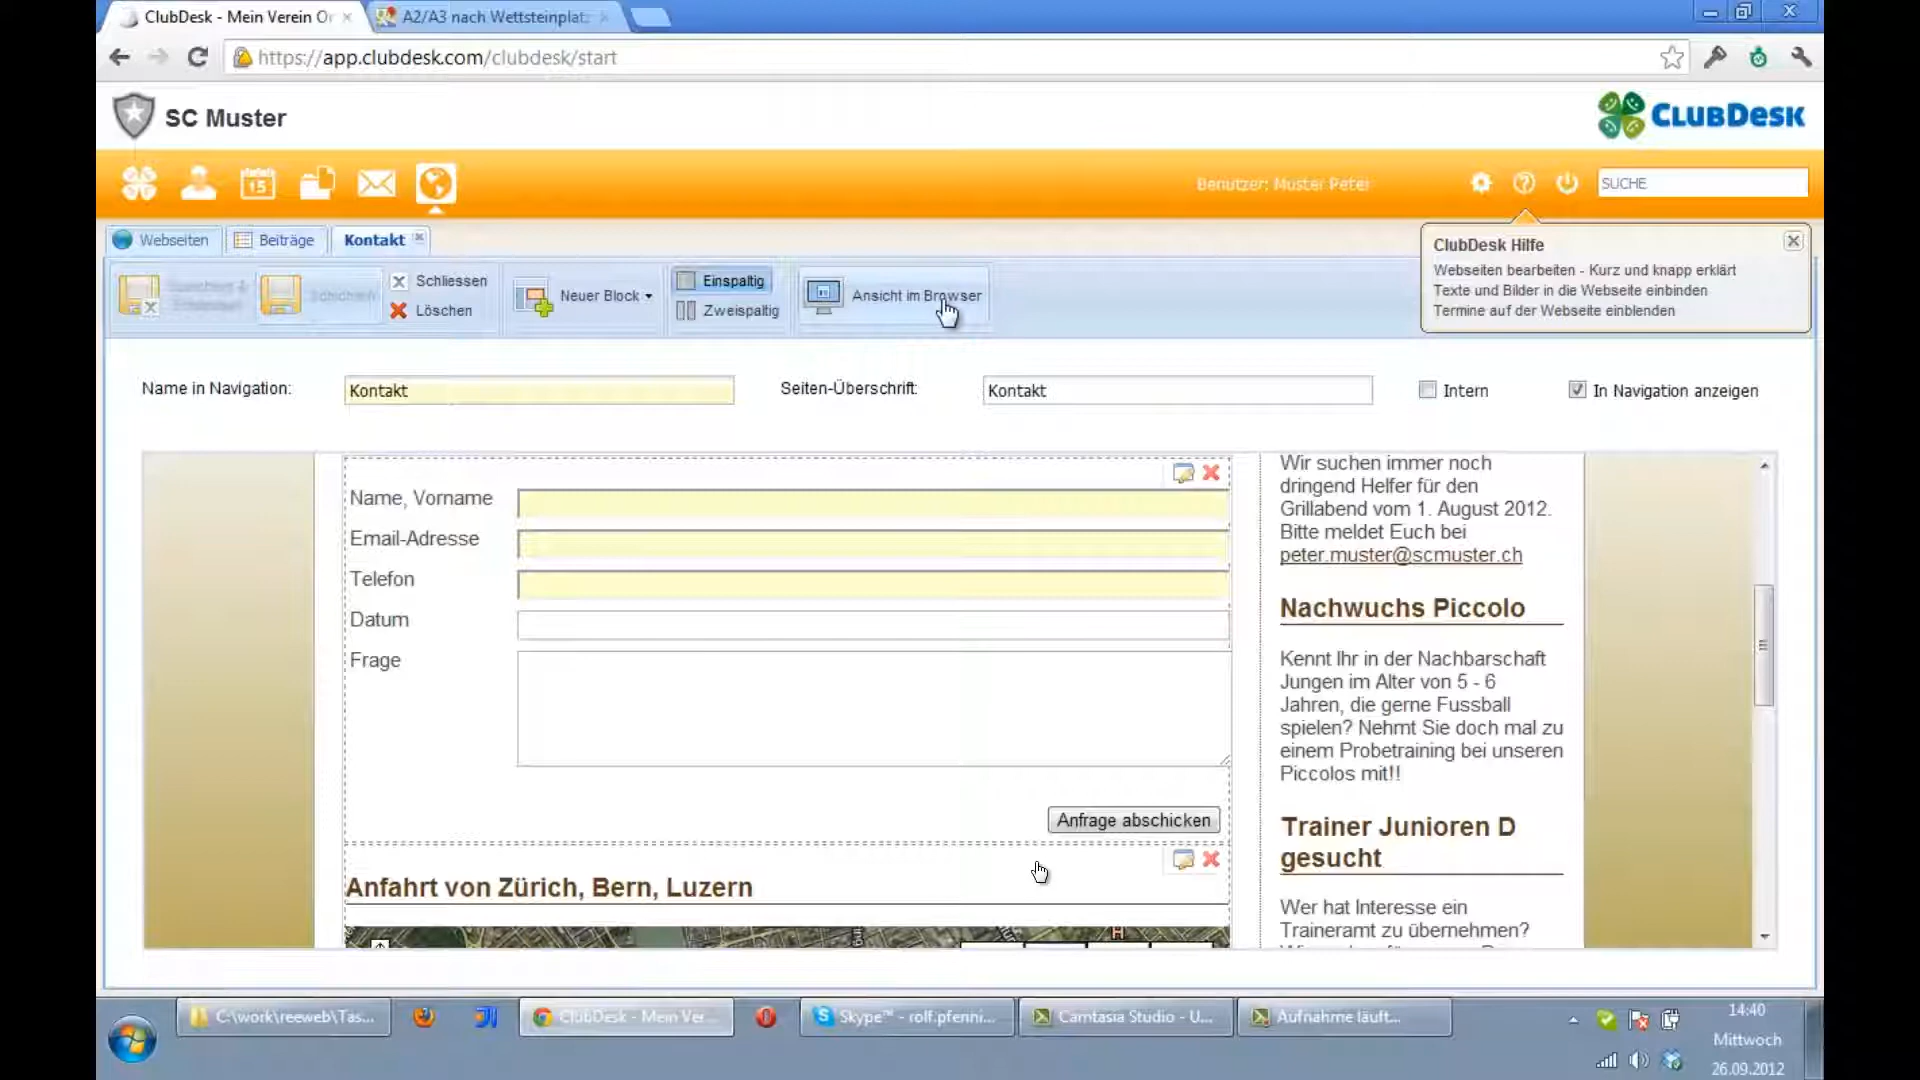 ClubDesk - Mein Verein Or
A2/A3 nach Wettsteinplatz
https://app.clubdesk.com/clubdesk/start
SC Muster
CLUBDESK
15
Benutzer: Muster Peter
SUCHE
Webseiten
Beiträge
Kontakt
ClubDesk Hilfe
Webseiten bearbeiten - Kurz und knapp erklärt
Texte und Bilder in die Webseite einbinden
Termine auf der Webseite einblenden
Schliessen
Löschen
Neuer Block
Einspaltig
Zweispaltig
Ansicht im Browser
Name in Navigation:
Kontakt
Seiten-Überschrift:
Kontakt
Intern
In Navigation anzeigen
Name, Vorname
Email-Adresse
Telefon
Datum
Frage
Anfrage abschicken
Anfahrt von Zürich, Bern, Luzern
Wir suchen immer noch
dringend Helfer für den
Grillabend vom 1. August 2012.
Bitte meldet Euch bei
peter.muster@scmuster.ch
Nachwuchs Piccolo
Kennt Ihr in der Nachbarschaft
Jungen im Alter von 5 - 6
Jahren, die gerne Fussball
spielen? Nehmt Sie doch mal zu
einem Probetraining bei unseren
Piccolos mit!!
Trainer Junioren D
gesucht
Wer hat Interesse ein
Traineramt zu übernehmen?
C:\work\reeweb\Tas...
ClubDesk - Mein Ver...
Skype™ - rolf.pfenni...
Camtasia Studio - U...
Aufnahme läuft...
14:40
Mittwoch
26.09.2012